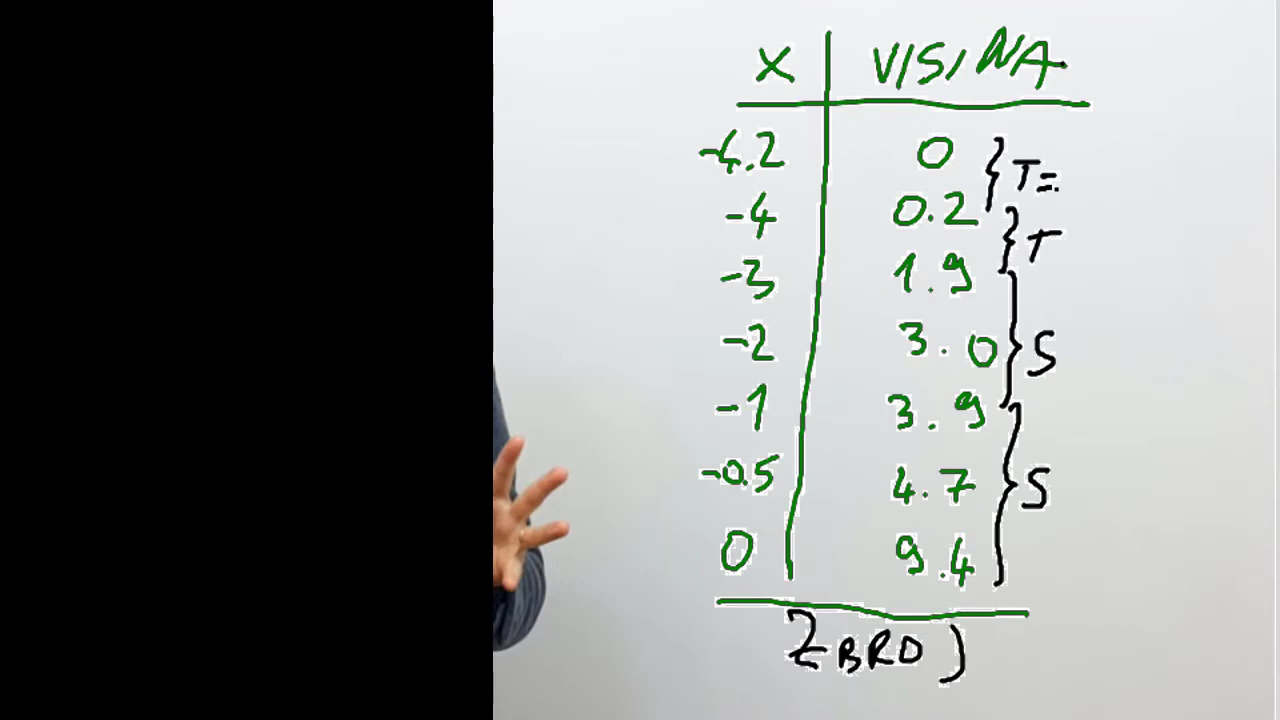 X VISINA
-4.2 0
T=
-4 0.2
T
-3 1.9
-2 3.0 S
-1 3.9
-0.5 4.7 S
0 9.4
ZBROJ